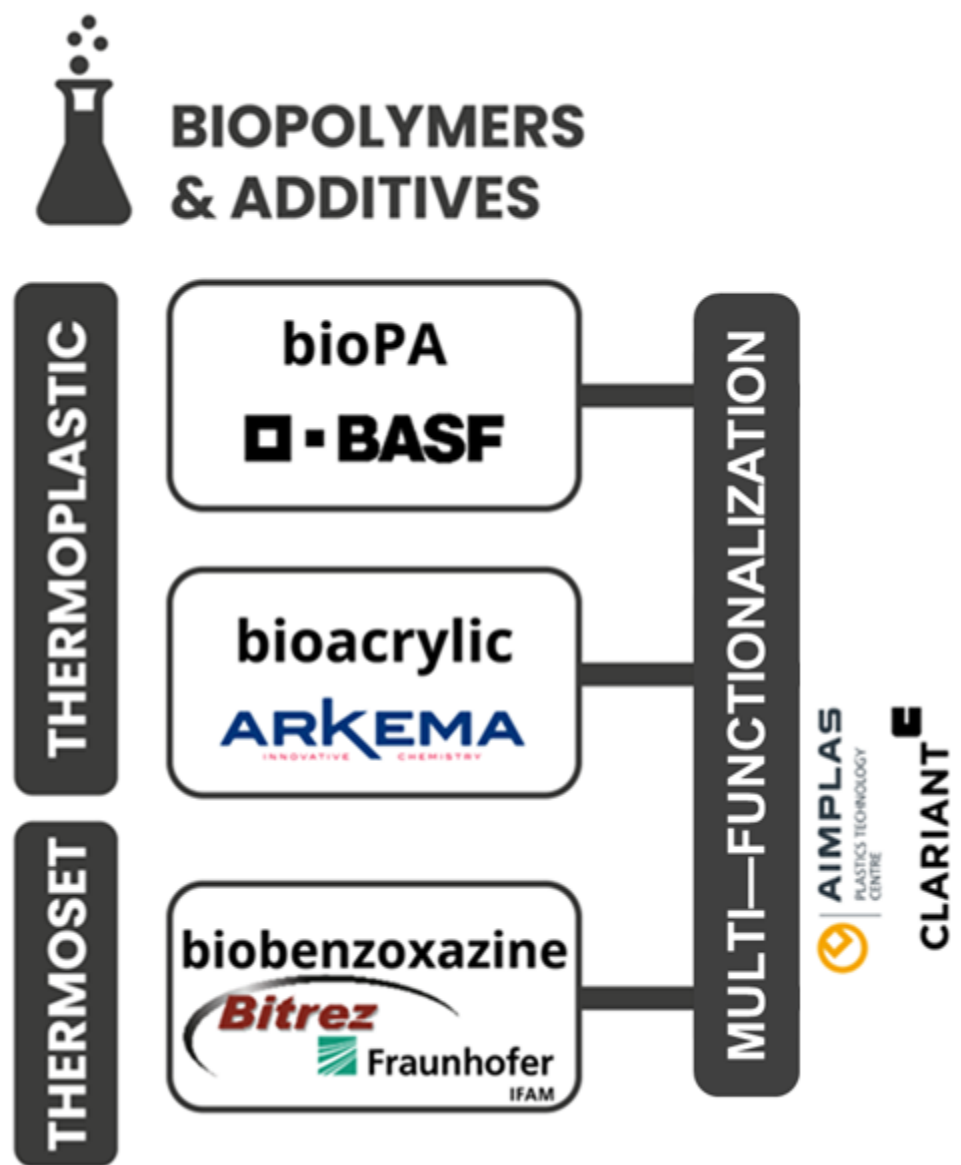 BIOPOLYMERS
& ADDITIVES
THERMOPLASTIC
bioPA
BASF
bioacrylic
ARKEMA
INNOVATIVE CHEMISTRY
THERMOSET
biobenzoxazine
Bitrez
Fraunhofer
IFAM
MULTI—FUNCTIONALIZATION
AIMPLAS
PLASTICS TECHNOLOGY
CENTRE
CLARIANT